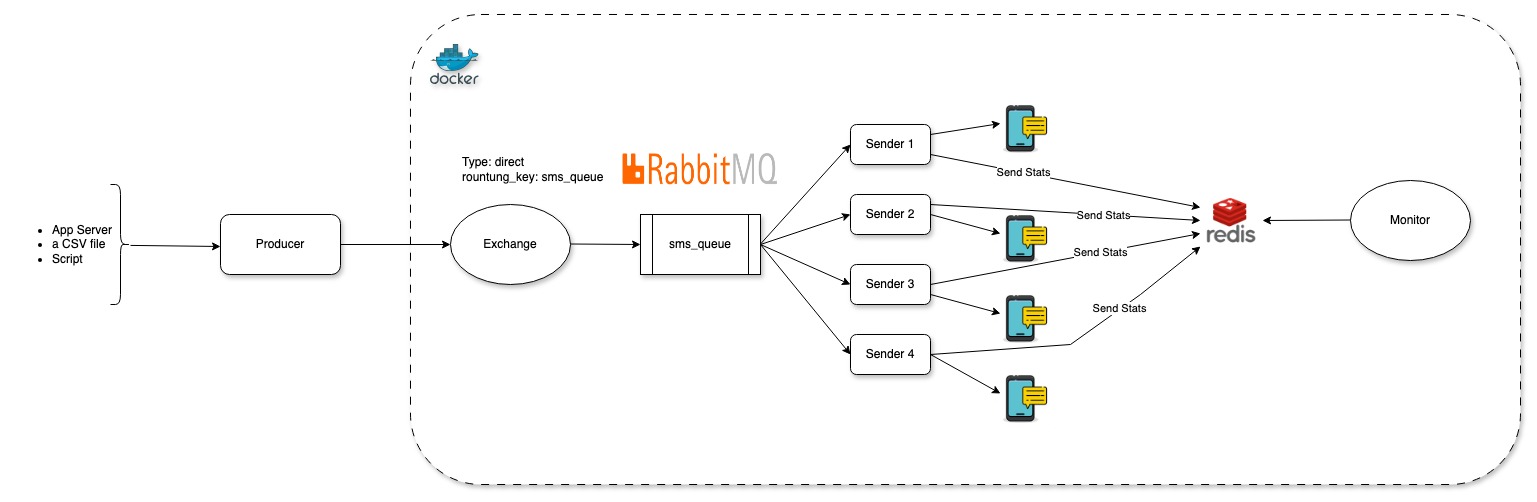 docker
Type: direct
rountung_key: sms_queue
RabbitMQ
App Server
a CSV file
Script
Producer
Exchange
sms_queue
Sender 1
Sender 2
Sender 3
Sender 4
Send Stats
Send Stats
Send Stats
Send Stats
redis
Monitor